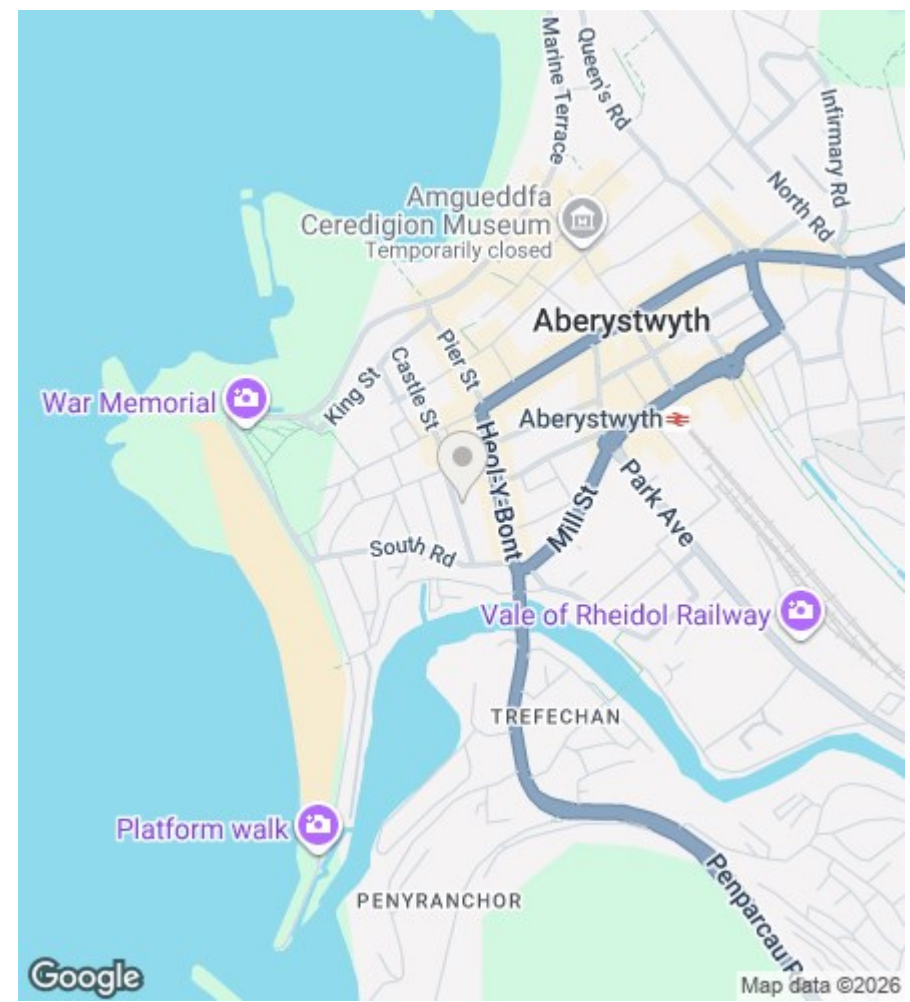 Marine Terrace
Queen's Rd
Infirmary Rd
North Rd
Amgueddfa
Ceredigion Museum
Temporarily closed
Aberystwyth
Pier St
Castle St
King St
War Memorial
Aberystwyth
Heol-Y-Bont
Mill St
Park Ave
South Rd
Vale of Rheidol Railway
TREFECHAN
Platform walk
PENYRANCHOR
Penparcau
Google
Map data ©2026